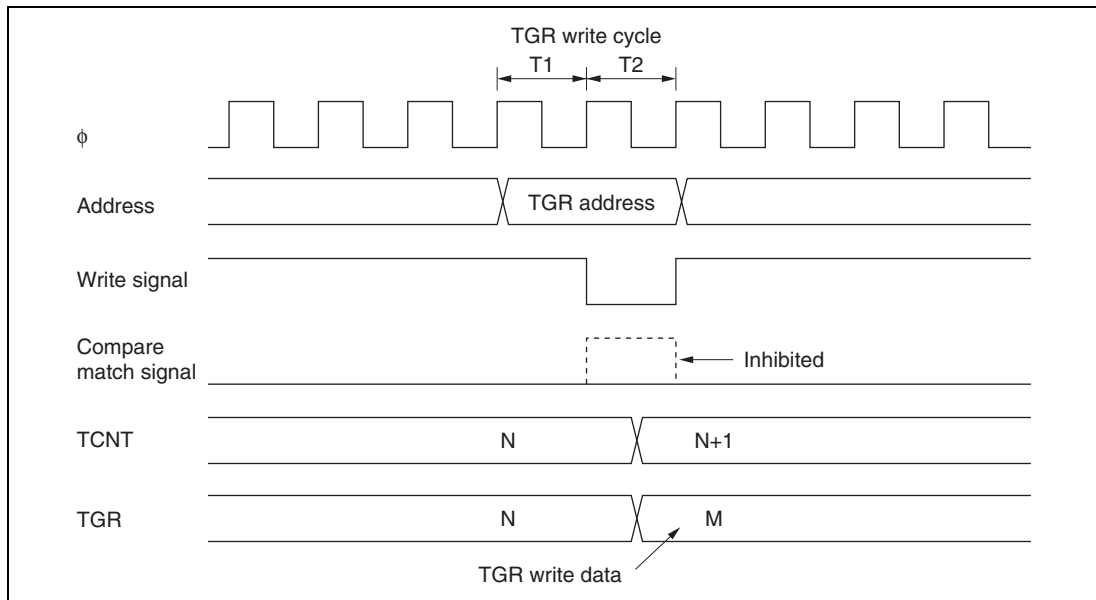 TGR write cycle
T1 T2
ϕ
Address TGR address
Write signal
Compare
match signal Inhibited
TCNT N N+1
TGR N M
TGR write data